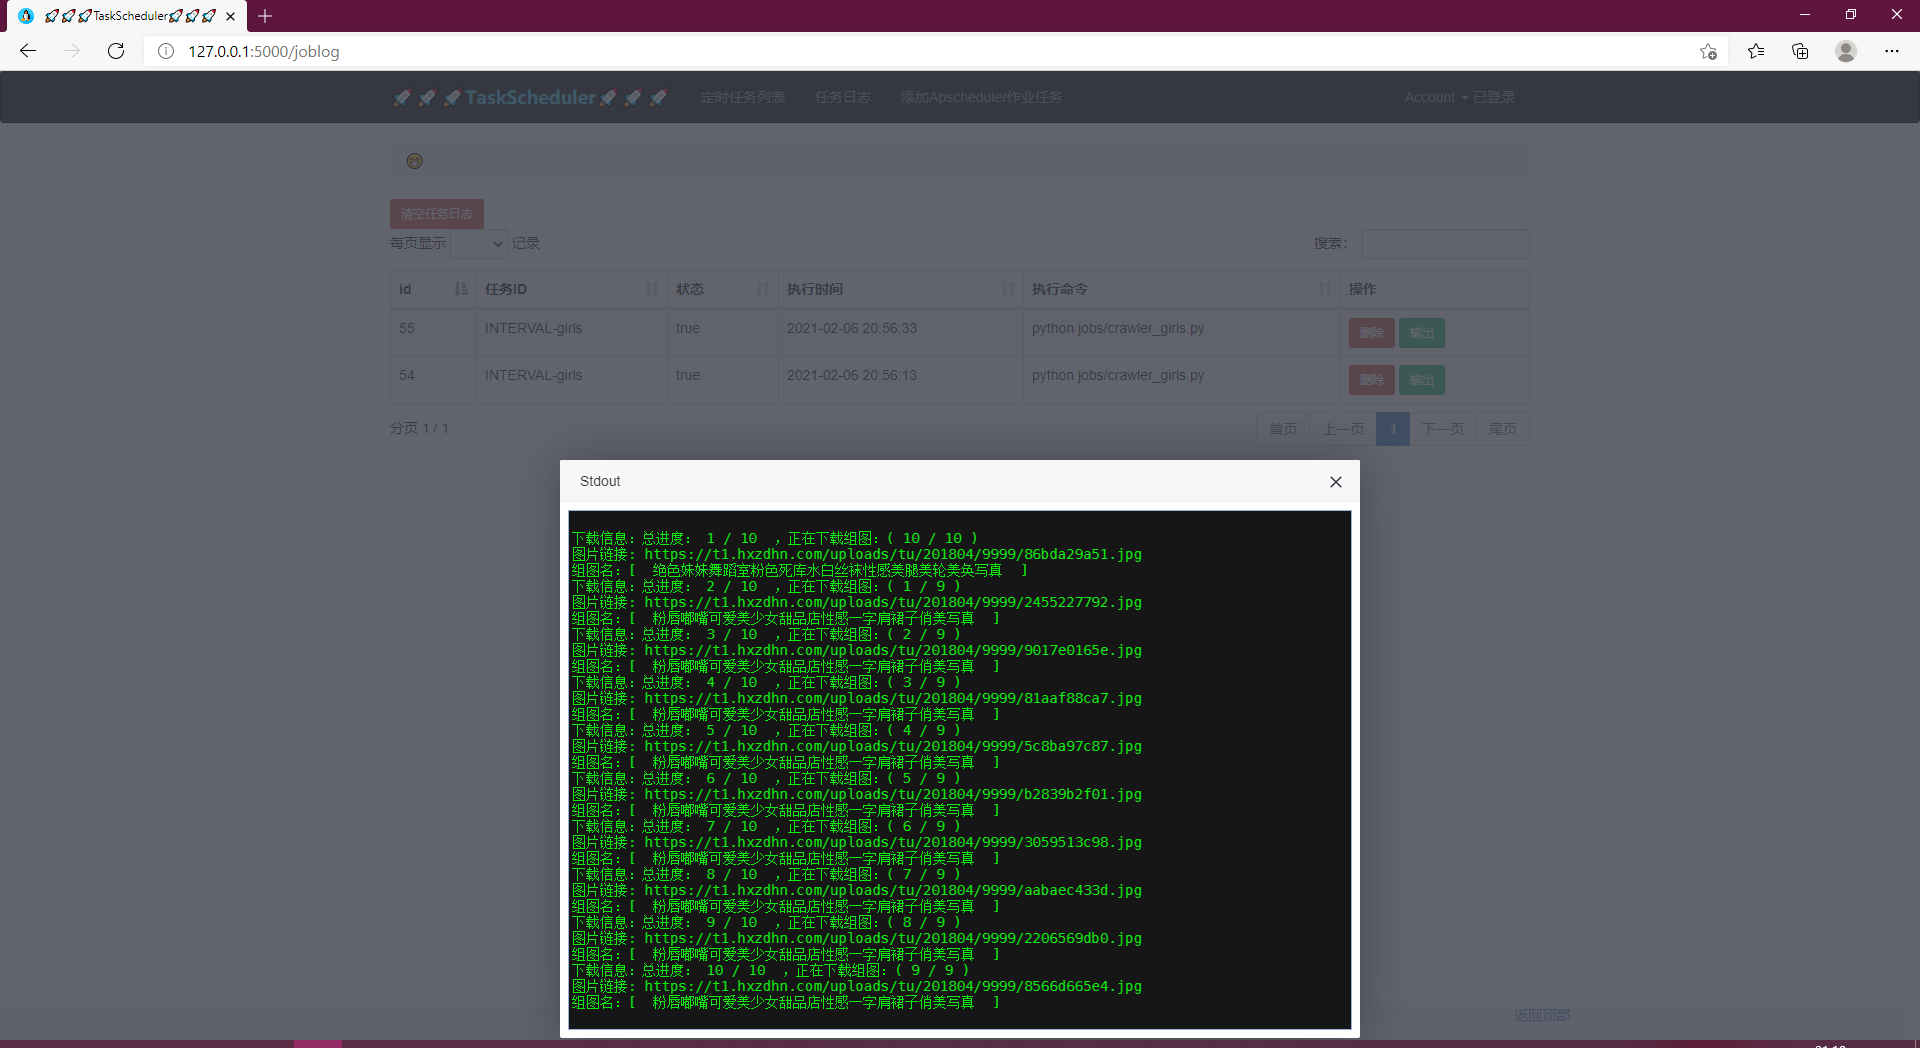 🚀🚀🚀TaskScheduler🚀🚀🚀
127.0.0.1:5000/joblog
🚀 🚀 🚀TaskScheduler🚀 🚀 🚀 定时任务列表 任务日志 添加Apscheduler作业任务 Account 已登录
清空任务日志
每页显示 记录 搜索:
id 任务ID 状态 执行时间 执行命令 操作
55 INTERVAL-girls true 2021-02-06 20:56:33 python jobs/crawler_girls.py 删除 输出
54 INTERVAL-girls true 2021-02-06 20:56:13 python jobs/crawler_girls.py 删除 输出
分页 1 / 1 首页 上一页 1 下一页 尾页
Stdout
下载信息: 总进度: 1 / 10 , 正在下载组图: ( 10 / 10 )
图片链接: https://t1.hxzdhn.com/uploads/tu/201804/9999/86bda29a51.jpg
组图名: [ 绝色妹妹舞蹈室粉色死库水白丝袜性感美腿美轮美奂写真 ]
下载信息: 总进度: 2 / 10 , 正在下载组图: ( 1 / 9 )
图片链接: https://t1.hxzdhn.com/uploads/tu/201804/9999/2455227792.jpg
组图名: [ 粉唇嘟嘴可爱美少女甜品店性感一字肩裙子俏美写真 ]
下载信息: 总进度: 3 / 10 , 正在下载组图: ( 2 / 9 )
图片链接: https://t1.hxzdhn.com/uploads/tu/201804/9999/9017e0165e.jpg
组图名: [ 粉唇嘟嘴可爱美少女甜品店性感一字肩裙子俏美写真 ]
下载信息: 总进度: 4 / 10 , 正在下载组图: ( 3 / 9 )
图片链接: https://t1.hxzdhn.com/uploads/tu/201804/9999/81aaf88ca7.jpg
组图名: [ 粉唇嘟嘴可爱美少女甜品店性感一字肩裙子俏美写真 ]
下载信息: 总进度: 5 / 10 , 正在下载组图: ( 4 / 9 )
图片链接: https://t1.hxzdhn.com/uploads/tu/201804/9999/5c8ba97c87.jpg
组图名: [ 粉唇嘟嘴可爱美少女甜品店性感一字肩裙子俏美写真 ]
下载信息: 总进度: 6 / 10 , 正在下载组图: ( 5 / 9 )
图片链接: https://t1.hxzdhn.com/uploads/tu/201804/9999/b2839b2f01.jpg
组图名: [ 粉唇嘟嘴可爱美少女甜品店性感一字肩裙子俏美写真 ]
下载信息: 总进度: 7 / 10 , 正在下载组图: ( 6 / 9 )
图片链接: https://t1.hxzdhn.com/uploads/tu/201804/9999/3059513c98.jpg
组图名: [ 粉唇嘟嘴可爱美少女甜品店性感一字肩裙子俏美写真 ]
下载信息: 总进度: 8 / 10 , 正在下载组图: ( 7 / 9 )
图片链接: https://t1.hxzdhn.com/uploads/tu/201804/9999/aabaec433d.jpg
组图名: [ 粉唇嘟嘴可爱美少女甜品店性感一字肩裙子俏美写真 ]
下载信息: 总进度: 9 / 10 , 正在下载组图: ( 8 / 9 )
图片链接: https://t1.hxzdhn.com/uploads/tu/201804/9999/2206569db0.jpg
组图名: [ 粉唇嘟嘴可爱美少女甜品店性感一字肩裙子俏美写真 ]
下载信息: 总进度: 10 / 10 , 正在下载组图: ( 9 / 9 )
图片链接: https://t1.hxzdhn.com/uploads/tu/201804/9999/8566d665e4.jpg
组图名: [ 粉唇嘟嘴可爱美少女甜品店性感一字肩裙子俏美写真 ]
返回顶部